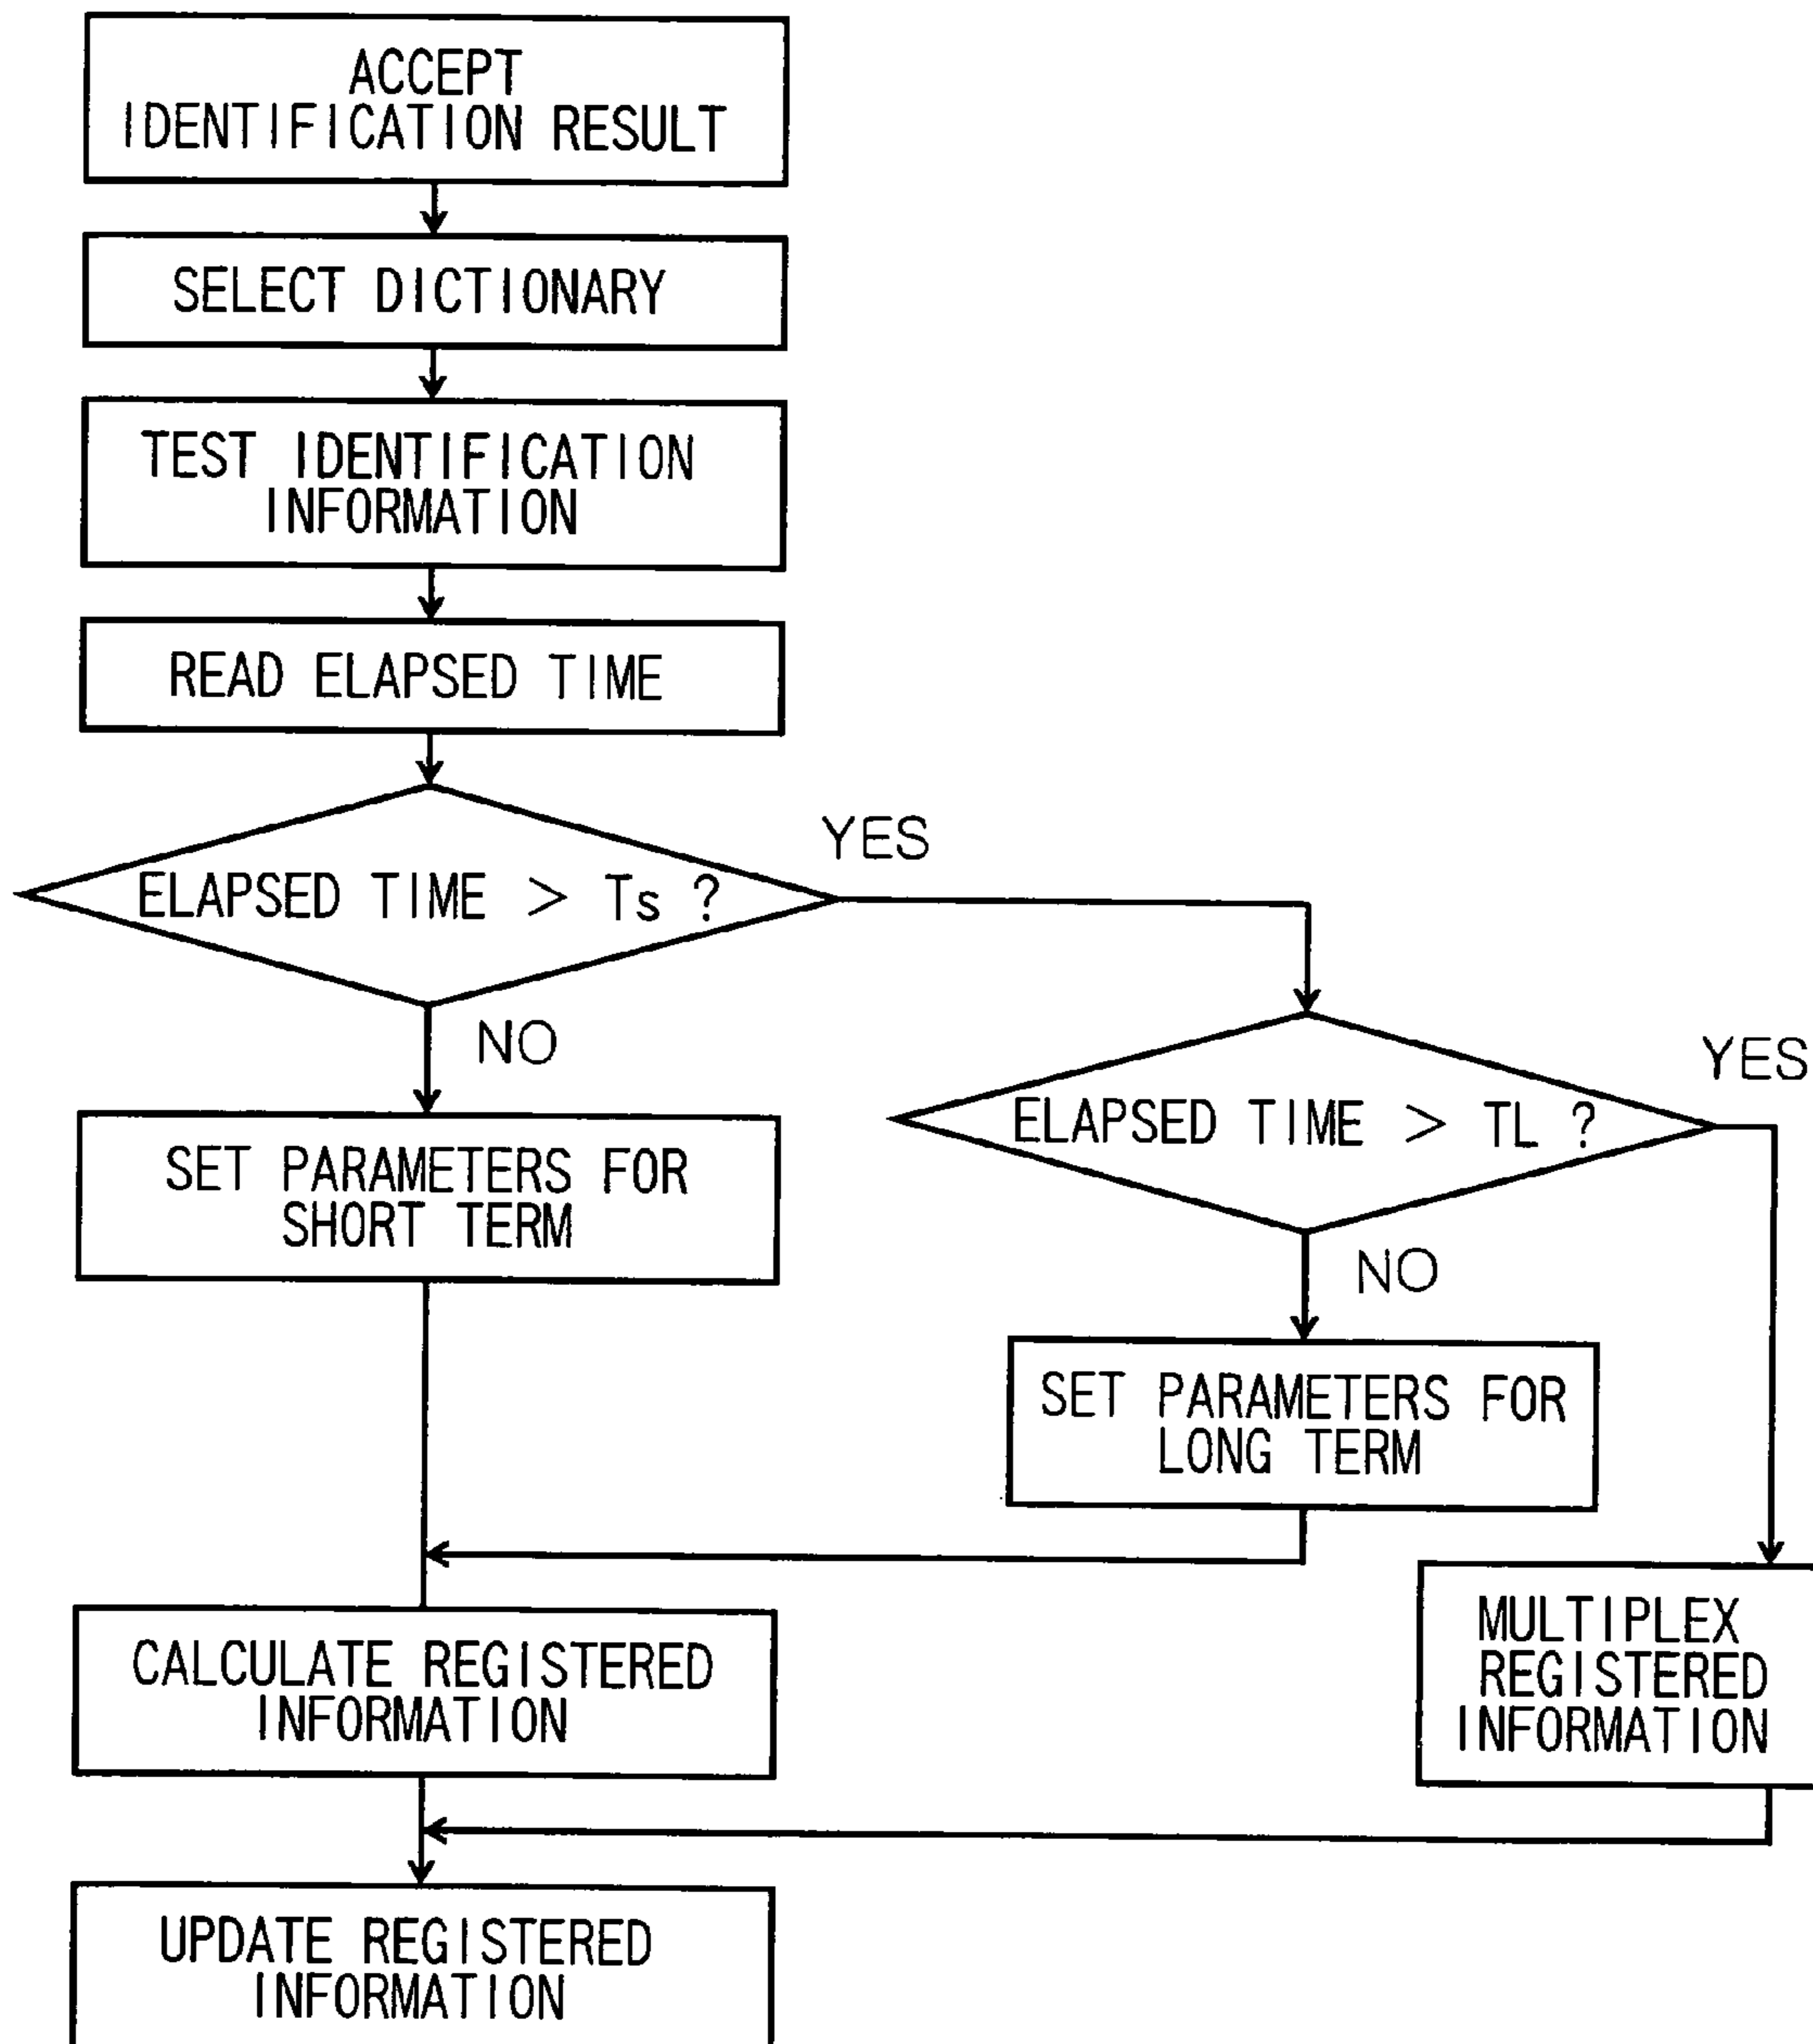 ACCEPT
IDENTIFICATION RESULT
SELECT DICTIONARY
TEST IDENTIFICATION
INFORMATION
READ ELAPSED TIME
YES
ELAPSED TIME > Ts ?
NO
YES
ELAPSED TIME > TL ?
SET PARAMETERS FOR
SHORT TERM
NO
SET PARAMETERS FOR
LONG TERM
CALCULATE REGISTERED
INFORMATION
MULTIPLEX
REGISTERED
INFORMATION
UPDATE REGISTERED
INFORMATION